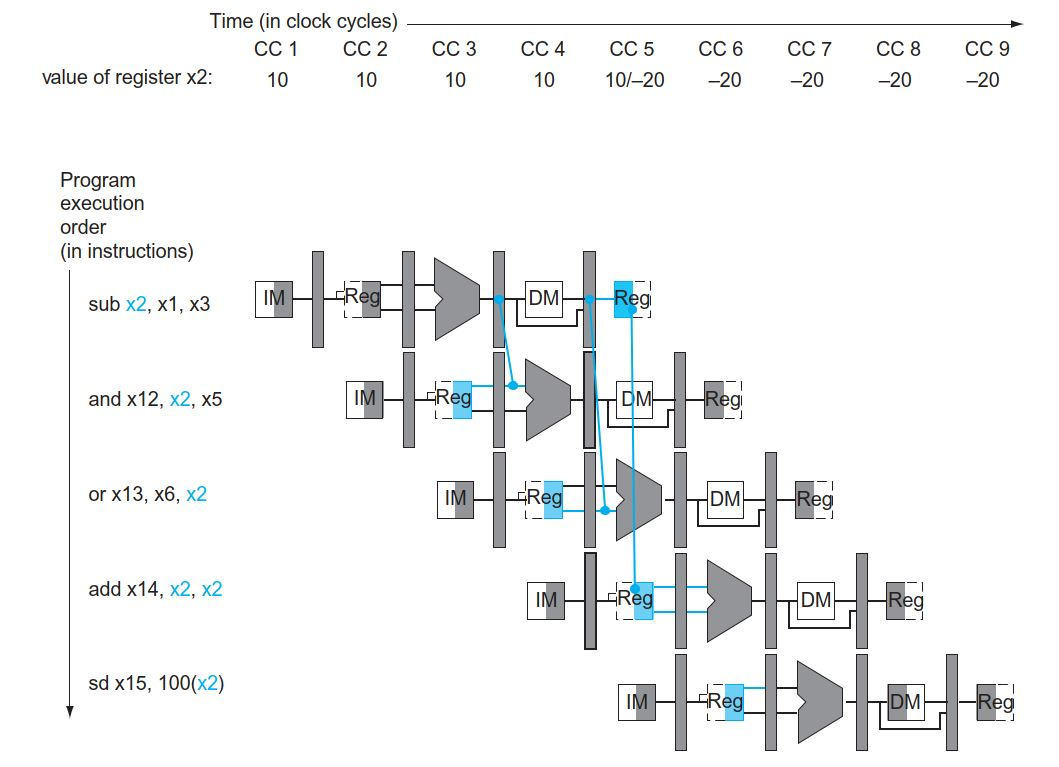 Time (in clock cycles)
CC 1 CC 2 CC 3 CC 4 CC 5 CC 6 CC 7 CC 8 CC 9
value of register x2: 10 10 10 10 10/–20 –20 –20 –20 –20
Program
execution
order
(in instructions)
sub x2, x1, x3
IM Reg DM Reg
and x12, x2, x5
IM Reg DM Reg
or x13, x6, x2
IM Reg DM Reg
add x14, x2, x2
IM Reg DM Reg
sd x15, 100(x2)
IM Reg DM Reg